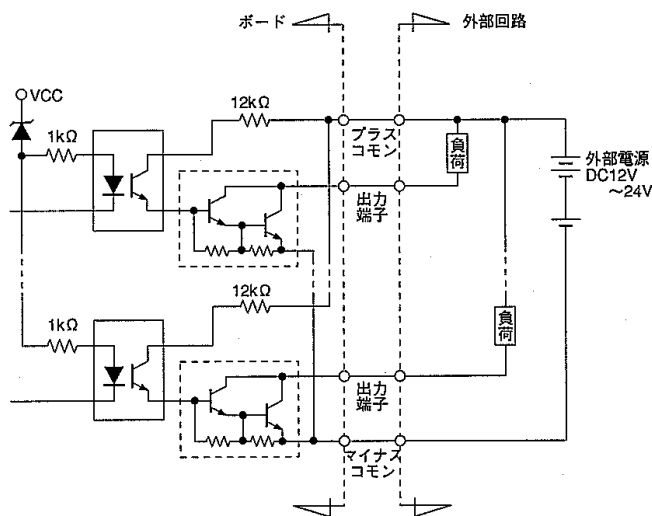 ボード
外部回路
VCC
12kΩ
1kΩ
プラス
コモン
負荷
外部電源
DC12V
～24V
出力
端子
12kΩ
1kΩ
負荷
出力
端子
マイナス
コモン